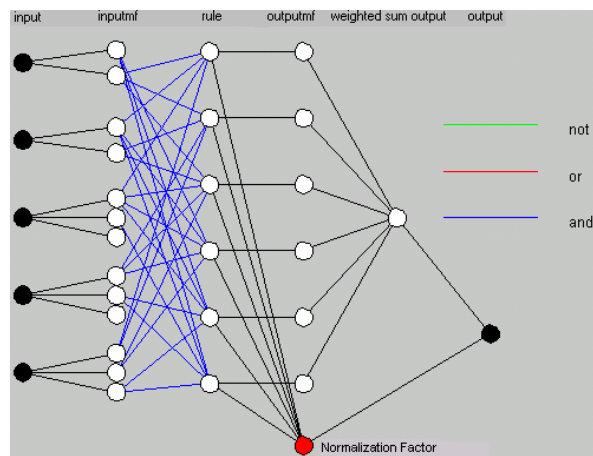 input inputmf rule outputmf weighted sum output output
not
or
and
Normalization Factor